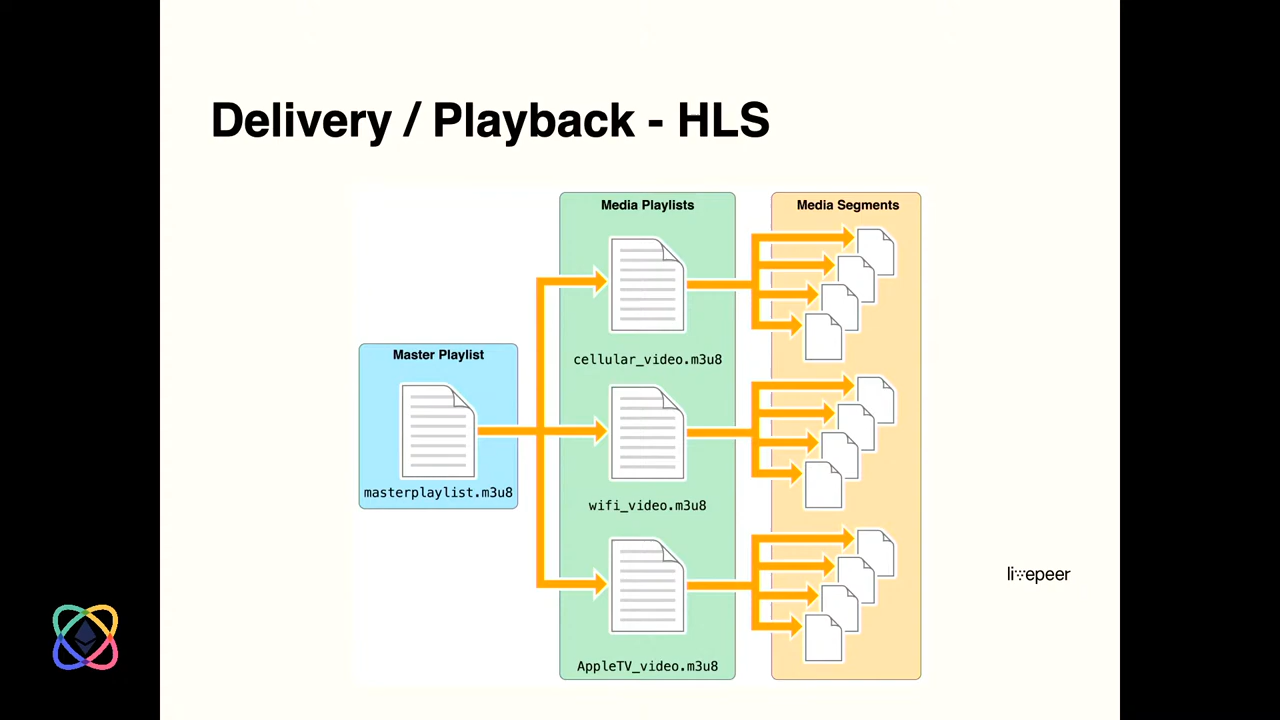 Delivery / Playback - HLS
Master Playlist
masterplaylist.m3u8
Media Playlists
cellular_video.m3u8
wifi_video.m3u8
AppleTV_video.m3u8
Media Segments
livepeer